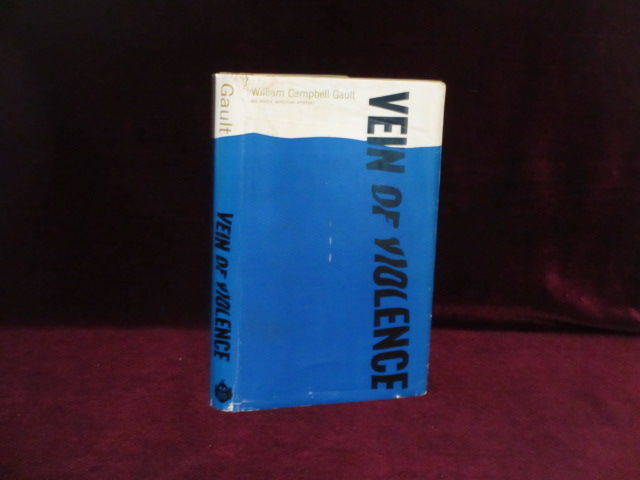 Gault
VEIN OF VIOLENCE
William Campbell Gault
VEIN OF VIOLENCE